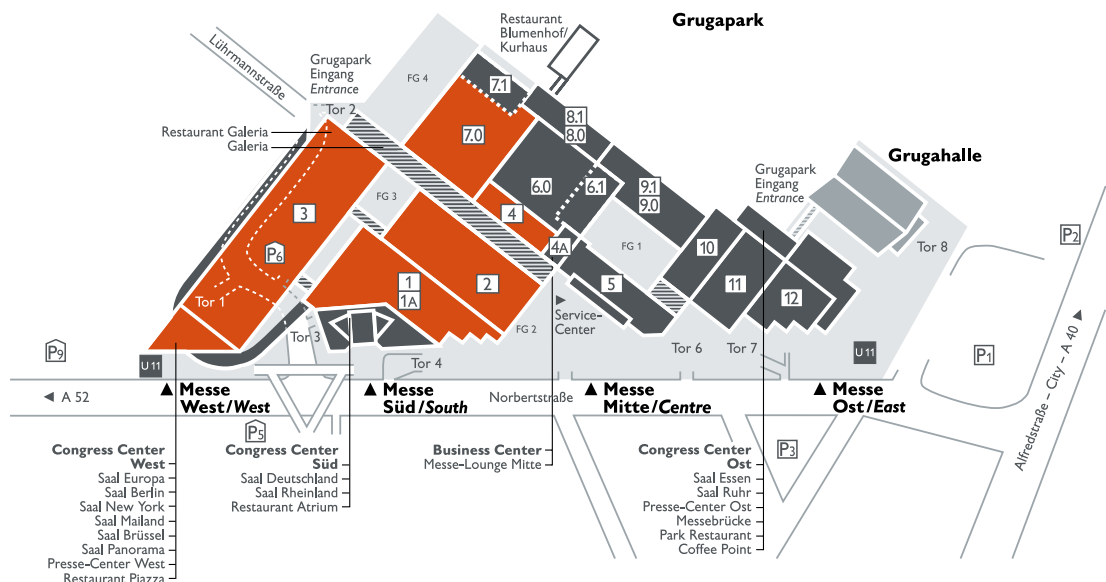 Restaurant
Blumenhof/
Kurhaus
Grugapark
Lührmannstraße
Grugapark
Eingang
Entrance
FG 4
7.1
Tor 2
8.1
8.0
Restaurant Galeria
Galeria
7.0
Grugahalle
Grugapark
Eingang
Entrance
6.0
6.1
9.1
9.0
FG 3
3
4
P6
4A
FG 1
10
Tor 8
P2
1
1A
2
5
11
12
Tor 1
Service-
Center
FG 2
Tor 3
Tor 4
Tor 6
Tor 7
P9
U 11
U 11
P1
A 52
Messe
West/West
Messe
Süd/South
Norbertstraße
Messe
Mitte/Centre
Messe
Ost/East
Alfredstraße – City – A 40
P5
P3
Congress Center
West
Saal Europa
Saal Berlin
Saal New York
Saal Mailand
Saal Brüssel
Saal Panorama
Presse-Center West
Restaurant Piazza
Congress Center
Süd
Saal Deutschland
Saal Rheinland
Restaurant Atrium
Business Center
Messe-Lounge Mitte
Congress Center
Ost
Saal Essen
Saal Ruhr
Presse-Center Ost
Messebrücke
Park Restaurant
Coffee Point